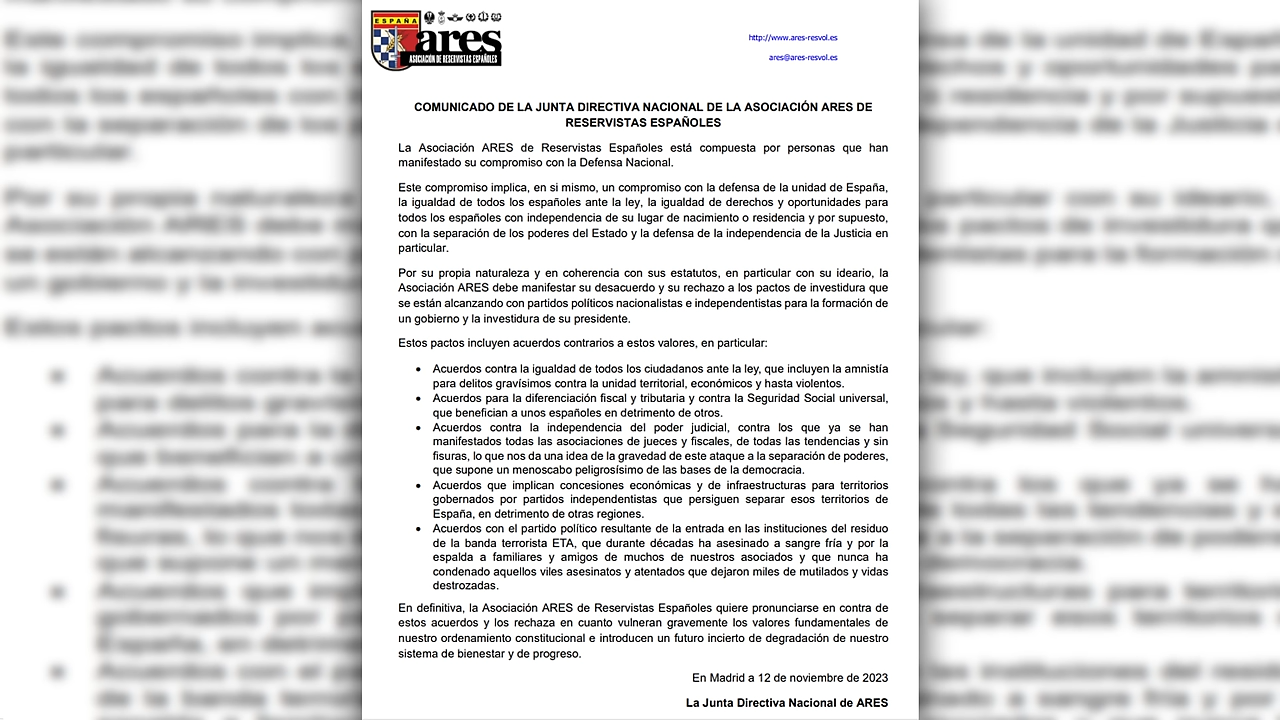 ESPAÑA
ares
ASOCIACIÓN DE RESERVISTAS ESPAÑOLES
http://www.ares-resvol.es
ares@ares-resvol.es
COMUNICADO DE LA JUNTA DIRECTIVA NACIONAL DE LA ASOCIACIÓN ARES DE
RESERVISTAS ESPAÑOLES
La Asociación ARES de Reservistas Españoles está compuesta por personas que han
manifestado su compromiso con la Defensa Nacional.
Este compromiso implica, en si mismo, un compromiso con la defensa de la unidad de España,
la igualdad de todos los españoles ante la ley, la igualdad de derechos y oportunidades para
todos los españoles con independencia de su lugar de nacimiento o residencia y por supuesto,
con la separación de los poderes del Estado y la defensa de la independencia de la Justicia en
particular.
Por su propia naturaleza y en coherencia con sus estatutos, en particular con su ideario, la
Asociación ARES debe manifestar su desacuerdo y su rechazo a los pactos de investidura que
se están alcanzando con partidos políticos nacionalistas e independentistas para la formación de
un gobierno y la investidura de su presidente.
Estos pactos incluyen acuerdos contrarios a estos valores, en particular:
• Acuerdos contra la igualdad de todos los ciudadanos ante la ley, que incluyen la amnistía
para delitos gravísimos contra la unidad territorial, económicos y hasta violentos.
• Acuerdos para la diferenciación fiscal y tributaria y contra la Seguridad Social universal,
que benefician a unos españoles en detrimento de otros.
• Acuerdos contra la independencia del poder judicial, contra los que ya se han
manifestados todas las asociaciones de jueces y fiscales, de todas las tendencias y sin
fisuras, lo que nos da una idea de la gravedad de este ataque a la separación de poderes,
que supone un menoscabo peligrosísimo de las bases de la democracia.
• Acuerdos que implican concesiones económicas y de infraestructuras para territorios
gobernados por partidos independentistas que persiguen separar esos territorios de
España, en detrimento de otras regiones.
• Acuerdos con el partido político resultante de la entrada en las instituciones del residuo
de la banda terrorista ETA, que durante décadas ha asesinado a sangre fría y por la
espalda a familiares y amigos de muchos de nuestros asociados y que nunca ha
condenado aquellos viles asesinatos y atentados que dejaron miles de mutilados y vidas
destrozadas.
En definitiva, la Asociación ARES de Reservistas Españoles quiere pronunciarse en contra de
estos acuerdos y los rechaza en cuanto vulneran gravemente los valores fundamentales de
nuestro ordenamiento constitucional e introducen un futuro incierto de degradación de nuestro
sistema de bienestar y de progreso.
En Madrid a 12 de noviembre de 2023
La Junta Directiva Nacional de ARES